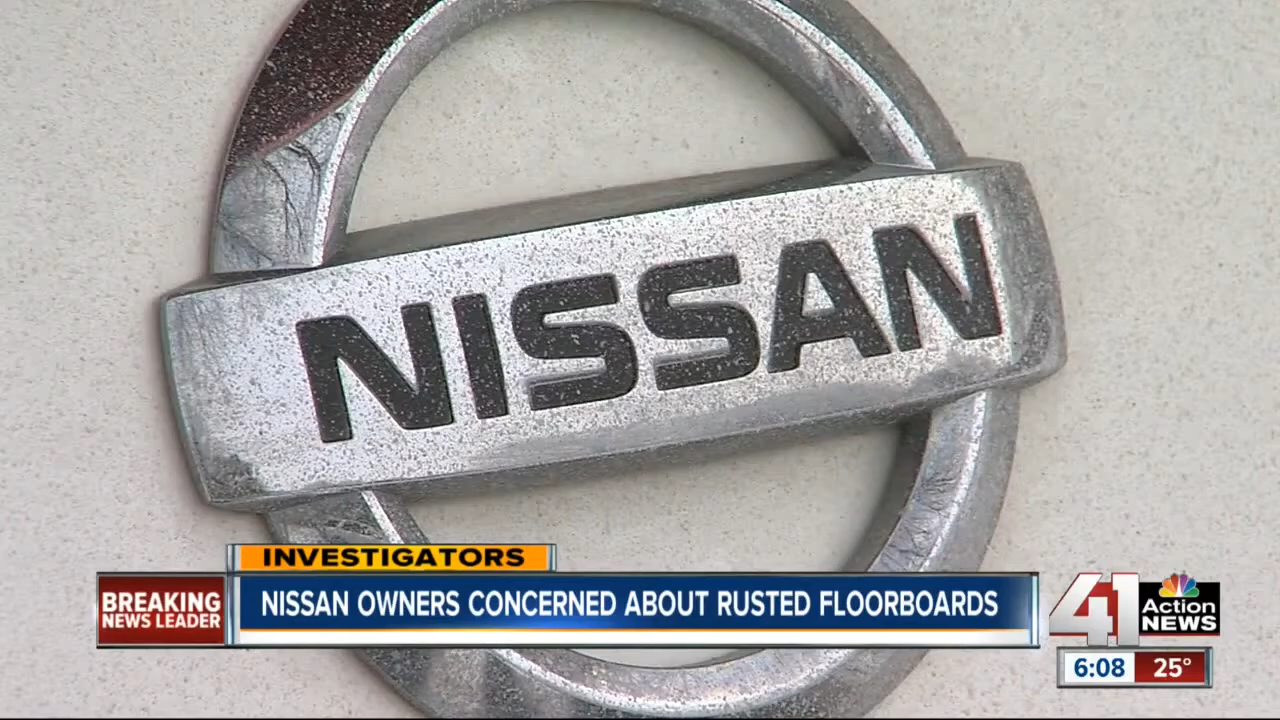 NISSAN
INVESTIGATORS
BREAKING
NEWS LEADER
NISSAN OWNERS CONCERNED ABOUT RUSTED FLOORBOARDS
41 Action
NEWS
6:08 25°